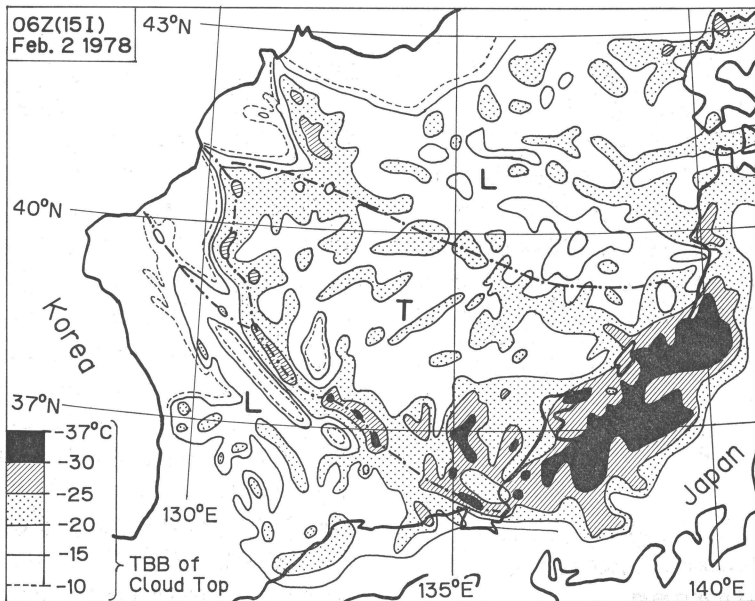 06Z(15I)
Feb. 2 1978
43°N
L
40°N
T
Korea
L
37°N
-37°C
-30
-25
-20
-15
-10
TBB of
Cloud Top
130°E
135°E
140°E
Japan